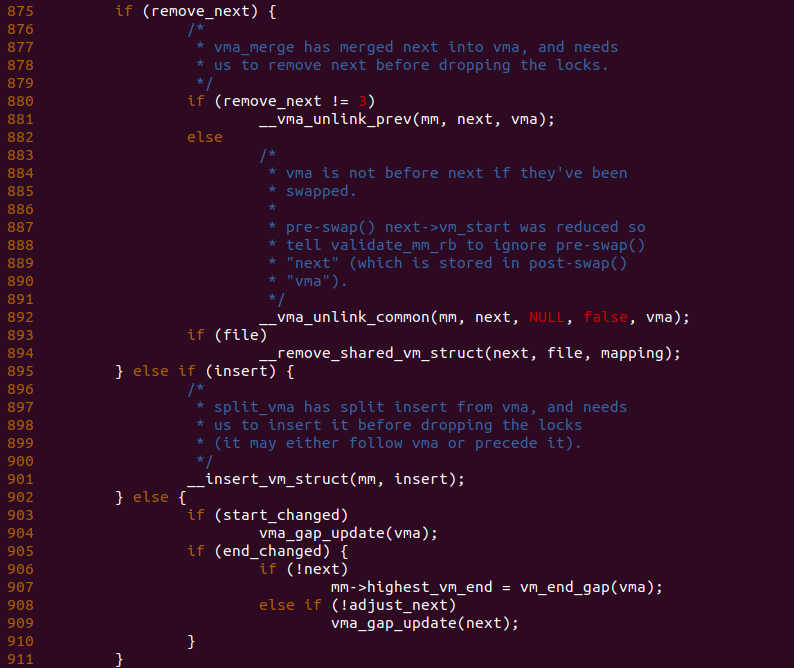 875         if (remove_next) {
876                 /*
877                  * vma_merge has merged next into vma, and needs
878                  * us to remove next before dropping the locks.
879                  */
880                 if (remove_next != 3)
881                         __vma_unlink_prev(mm, next, vma);
882                 else
883                         /*
884                          * vma is not before next if they've been
885                          * swapped.
886                          *
887                          * pre-swap() next->vm_start was reduced so
888                          * tell validate_mm_rb to ignore pre-swap()
889                          * "next" (which is stored in post-swap()
890                          * "vma").
891                          */
892                         __vma_unlink_common(mm, next, NULL, false, vma);
893                 if (file)
894                         __remove_shared_vm_struct(next, file, mapping);
895         } else if (insert) {
896                 /*
897                  * split_vma has split insert from vma, and needs
898                  * us to insert it before dropping the locks
899                  * (it may either follow vma or precede it).
900                  */
901                 __insert_vm_struct(mm, insert);
902         } else {
903                 if (start_changed)
904                         vma_gap_update(vma);
905                 if (end_changed) {
906                         if (!next)
907                                 mm->highest_vm_end = vm_end_gap(vma);
908                         else if (!adjust_next)
909                                 vma_gap_update(next);
910                 }
911         }